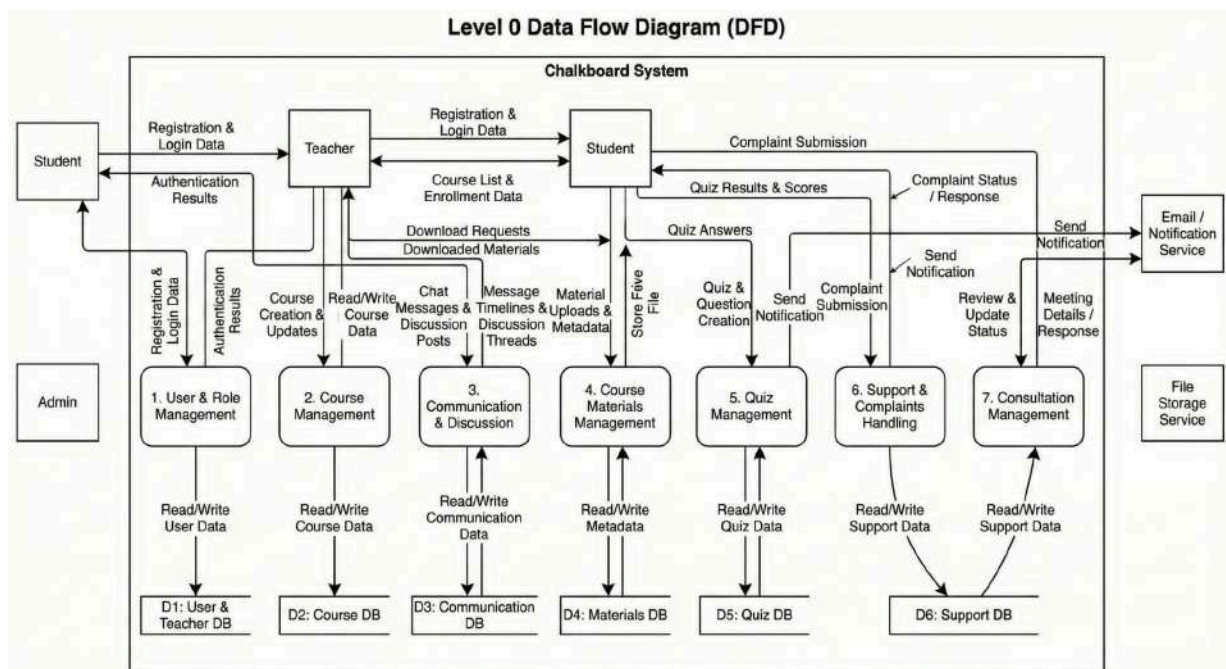 Level 0 Data Flow Diagram (DFD)
Chalkboard System
Student
Registration &
Login Data
Authentication
Results
Teacher
Registration &
Login Data
Course List &
Enrollment Data
Student
Complaint Submission
Quiz Results & Scores
Complaint Status
/ Response
Email /
Notification
Service
Send
Notification
Download Requests
Downloaded Materials
Quiz Answers
Send
Notification
Registration &
Login Data
Authentication
Results
Course
Creation &
Updates
Read/Write
Course
Data
Chat
Messages &
Discussion
Posts
Message
Timelines &
Discussion
Threads
Material
Uploads &
Metadata
Store Féve
File
Quiz &
Question
Creation
Send
Notification
Complaint
Submission
Review &
Update
Status
Meeting
Details /
Response
Admin
1. User & Role
Management
2. Course
Management
3.
Communication
& Discussion
4. Course
Materials
Management
5. Quiz
Management
6. Support &
Complaints
Handling
7. Consultation
Management
File
Storage
Service
Read/Write
User Data
Read/Write
Course Data
Read/Write
Communication
Data
Read/Write
Metadata
Read/Write
Quiz Data
Read/Write
Support Data
Read/Write
Support Data
D1: User &
Teacher DB
D2: Course DB
D3: Communication
DB
D4: Materials DB
D5: Quiz DB
D6: Support DB